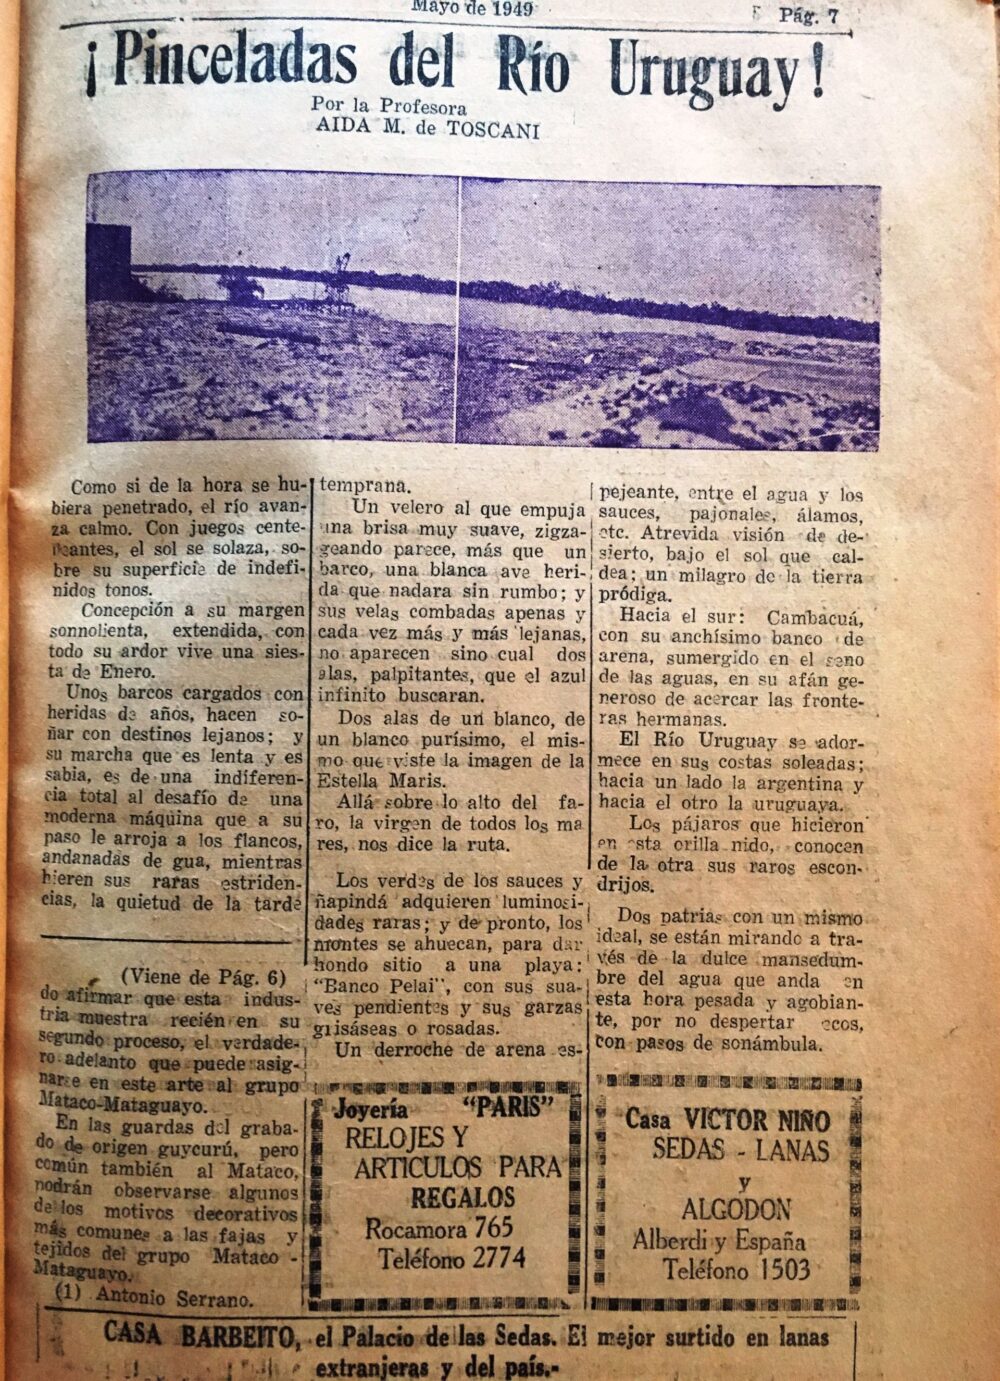 Mayo de 1949
Pág. 7
¡Pinceladas del Río Uruguay!
Por la Profesora
AIDA M. de TOSCANI
Como si de la hora se hu-
biera penetrado, el río avan-
za calmo. Con juegos cente-
lleantes, el sol se solaza, so-
bre su superficie de indefi-
nidos tonos.
Concepción a su margen
sonnolienta, extendida, con
todo su ardor vive una sies-
ta de Enero.
Unos barcos cargados con
heridas de años, hacen so-
ñar con destinos lejanos; y
su marcha que es lenta y es
sabia, es de una indiferen-
cia total al desafío de una
moderna máquina que a su
paso le arroja a los flancos,
andanadas de gua, mientras
hieren sus raras estriden-
cias, la quietud de la tarde
(Viene de Pág. 6)
do afirmar que esta indus-
tria muestra recién en su
segundo proceso, el verdade-
ro adelanto que puede asig-
narse en este arte al grupo
Mataco-Mataguayo.
En las guardas del graba-
do de origen guycurú, pero
común también al Mataco,
podrán observarse algunos
de los motivos decorativos
más comunes a las fajas y
tejidos del grupo Mataco -
Mataguayo.
(1) Antonio Serrano.
temprana.
Un velero al que empuja
una brisa muy suave, zigza-
geando parece, más que un
barco, una blanca ave heri-
da que nadara sin rumbo; y
sus velas combadas apenas y
cada vez más y más lejanas,
no aparecen sino cual dos
alas, palpitantes, que el azul
infinito buscaran.
Dos alas de un blanco, de
un blanco purísimo, el mis-
mo que viste la imagen de la
Estella Maris.
Allá sobre lo alto del fa-
ro, la virgen de todos los ma
res, nos dice la ruta.
Los verdes de los sauces y
ñapindá adquieren luminosi-
dades raras; y de pronto, los
montes se ahuecan, para dar
hondo sitio a una playa:
"Banco Pelai", con sus sua-
ves pendientes y sus garzas
grisáseas o rosadas.
Un derroche de arena es-
pejeante, entre el agua y los
sauces, pajonales, álamos,
etc. Atrevida visión de de-
sierto, bajo el sol que cal-
dea; un milagro de la tierra
pródiga.
Hacia el sur: Cambacuá,
con su anchísimo banco de
arena, sumergido en el seno
de las aguas, en su afán ge-
neroso de acercar las fronte-
ras hermanas.
El Río Uruguay se ador-
mece en sus costas soleadas;
hacia un lado la argentina y
hacia el otro la uruguaya.
Los pájaros que hicieron
en esta orilla nido, conocen
de la otra sus raros escon-
drijos.
Dos patrias con un mismo
ideal, se están mirando a tra-
vés de la dulce mansedum-
bre del agua que anda en
esta hora pesada y agobian-
te, por no despertar ecos,
con pasos de sonámbula.
Joyería "PARIS"
RELOJES Y
ARTICULOS PARA
REGALOS
Rocamora 765
Teléfono 2774
Casa VICTOR NIÑO
SEDAS - LANAS
y
ALGODON
Alberdi y España
Teléfono 1503
CASA BARBEITO, el Palacio de las Sedas. El mejor surtido en lanas
extranjeras y del país.-